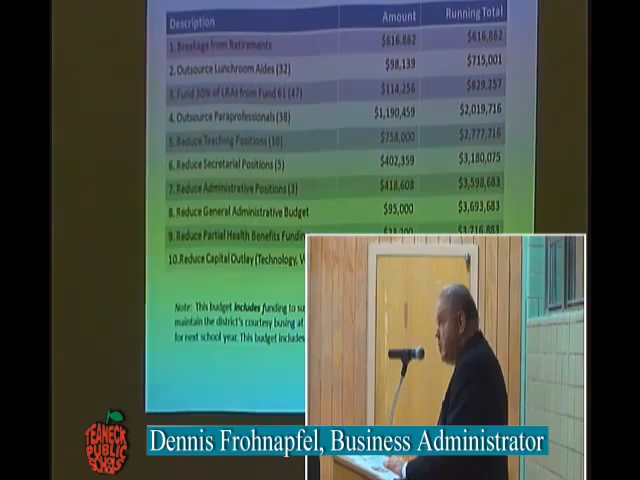 Description Amount Running Total
1. Breakage from Retirements $616,862 $616,862
2. Outsource Lunchroom Aides (32) $98,139 $715,001
3. Fund 30% of LRAs from Fund 61 (47) $114,256 $829,257
4. Outsource Paraprofessionals (38) $1,190,459 $2,019,716
5. Reduce Teaching Positions (10) $758,000 $2,777,716
6. Reduce Secretarial Positions (5) $402,359 $3,180,075
7. Reduce Administrative Positions (3) $418,608 $3,598,683
8. Reduce General Administrative Budget $95,000 $3,693,683
9. Reduce Partial Health Benefits Fundin
10. Reduce Capital Outlay (Technology, V
Note: This budget includes funding to su
maintain the district's courtesy busing at
for next school year. This budget includes
TEANECK
PUBLIC
SCHOOLS
Dennis Frohnapfel, Business Administrator